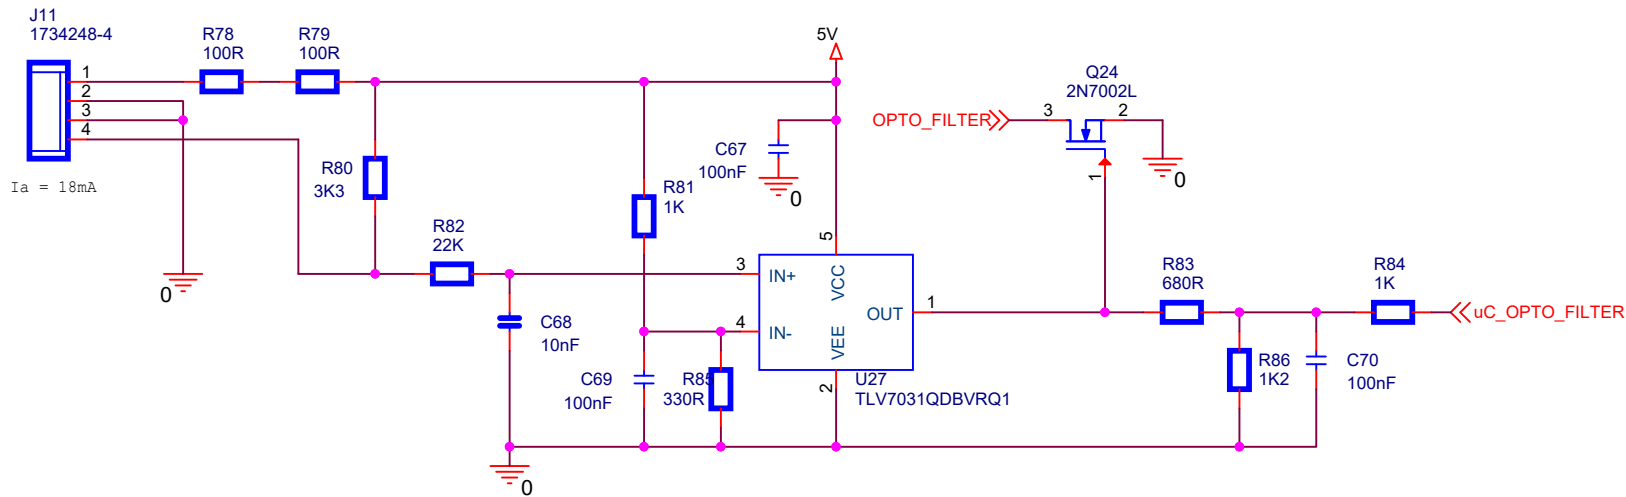 J11
1734248-4
1
2
3
4
Ia = 18mA
R78
100R
R79
100R
R80
3K3
0
R82
22K
C68
10nF
0
R81
1K
C69
100nF
R85
330R
5V
C67
100nF
0
3
IN+
4
IN-
5
VCC
VEE
2
OUT
1
U27
TLV7031QDBVRQ1
OPTO_FILTER
3
Q24
2N7002L
2
1
0
R83
680R
R84
1K
uC_OPTO_FILTER
R86
1K2
C70
100nF